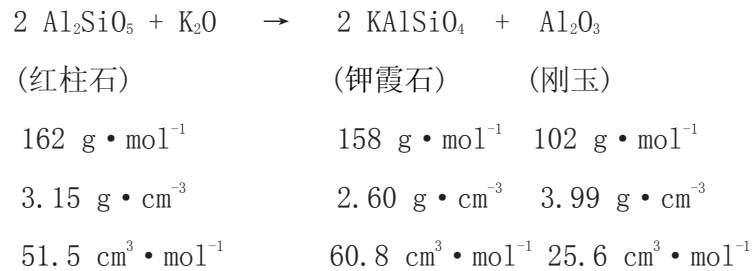 2 Al₂SiO₅ + K₂O → 2 KAlSiO₄ + Al₂O₃
(红柱石) (钾霞石) (刚玉)
162 g·mol⁻¹ 158 g·mol⁻¹ 102 g·mol⁻¹
3.15 g·cm⁻³ 2.60 g·cm⁻³ 3.99 g·cm⁻³
51.5 cm³·mol⁻¹ 60.8 cm³·mol⁻¹ 25.6 cm³·mol⁻¹